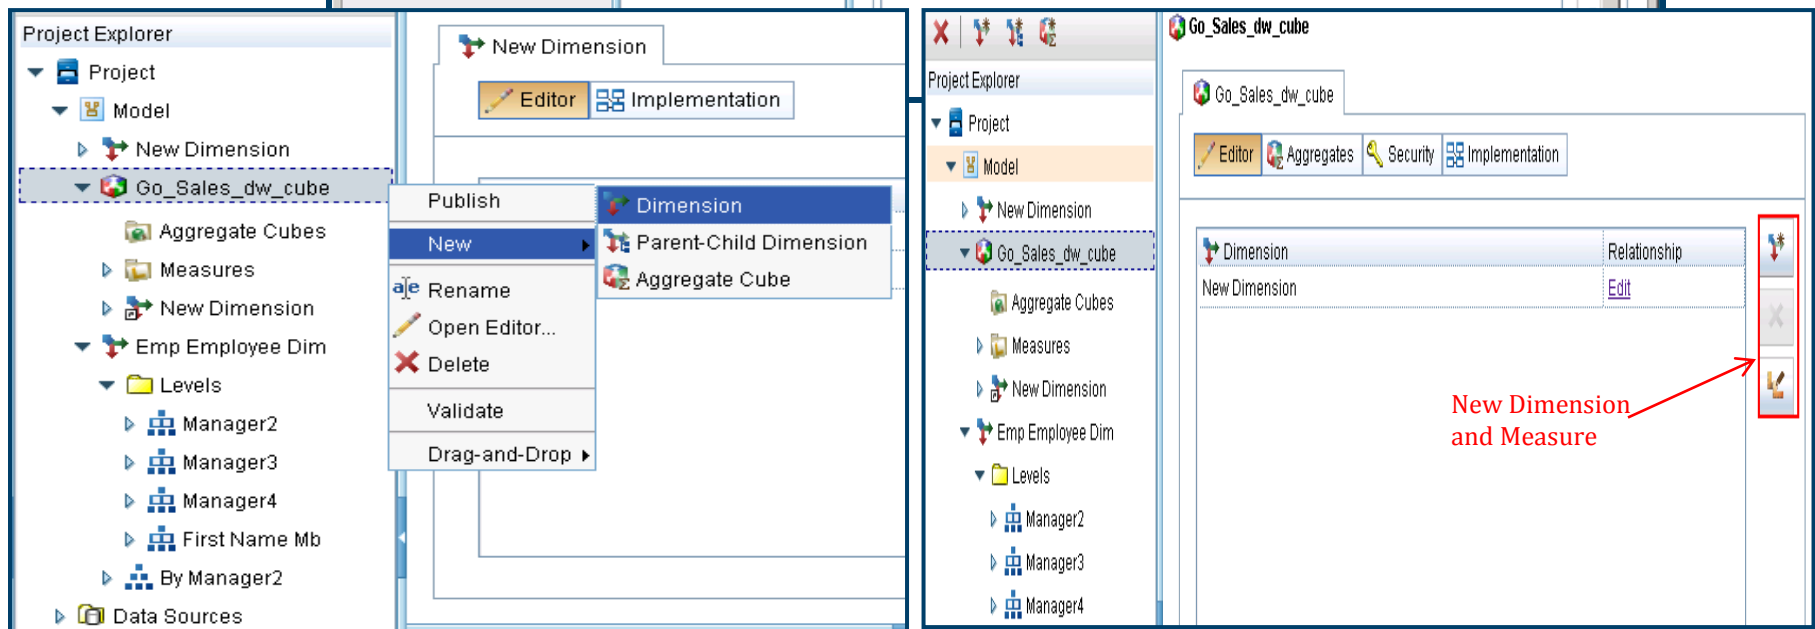 Project Explorer
Project
Model
New Dimension
Go_Sales_dw_cube
Aggregate Cubes
Measures
New Dimension
Emp Employee Dim
Levels
Manager2
Manager3
Manager4
First Name Mb
By Manager2
Data Sources
New Dimension
Editor
Implementation
Publish
New
Rename
Open Editor...
Delete
Validate
Drag-and-Drop
Dimension
Parent-Child Dimension
Aggregate Cube
Project Explorer
Project
Model
New Dimension
Go_Sales_dw_cube
Aggregate Cubes
Measures
New Dimension
Emp Employee Dim
Levels
Manager2
Manager3
Manager4
Go_Sales_dw_cube
Go_Sales_dw_cube
Editor
Aggregates
Security
Implementation
Dimension Relationship
New Dimension Edit
New Dimension
and Measure